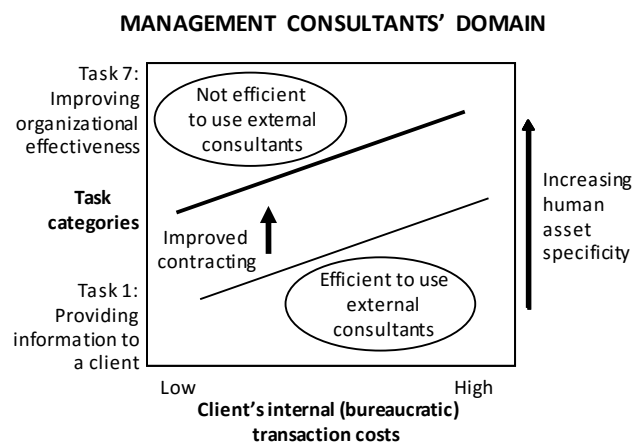 MANAGEMENT CONSULTANTS' DOMAIN
Task 7:
Improving
organizational
effectiveness
Not efficient
to use external
consultants
Task
categories
Improved
contracting
Increasing
human
asset
specificity
Task 1:
Providing
information to
a client
Efficient to use
external
consultants
Low
High
Client's internal (bureaucratic)
transaction costs